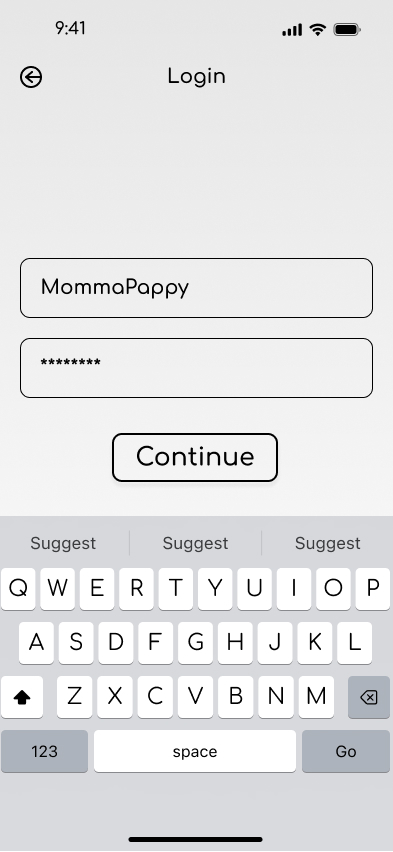 9:41
Login
MommaPappy
********
Continue
Suggest Suggest Suggest
Q W E R T Y U I O P
A S D F G H J K L
Z X C V B N M
123 space Go